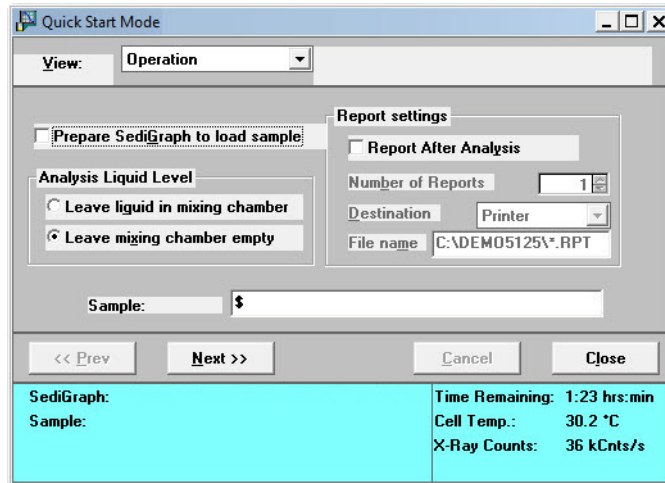 Quick Start Mode
View: Operation
Prepare SediGraph to load sample
Analysis Liquid Level
Leave liquid in mixing chamber
Leave mixing chamber empty
Report settings
Report After Analysis
Number of Reports 1
Destination Printer
File name C:\DEMO5125\*.RPT
Sample: $
<< Prev Next >> Cancel Close
SediGraph:
Sample:
Time Remaining: 1:23 hrs:min
Cell Temp.: 30.2 °C
X-Ray Counts: 36 kCnts/s